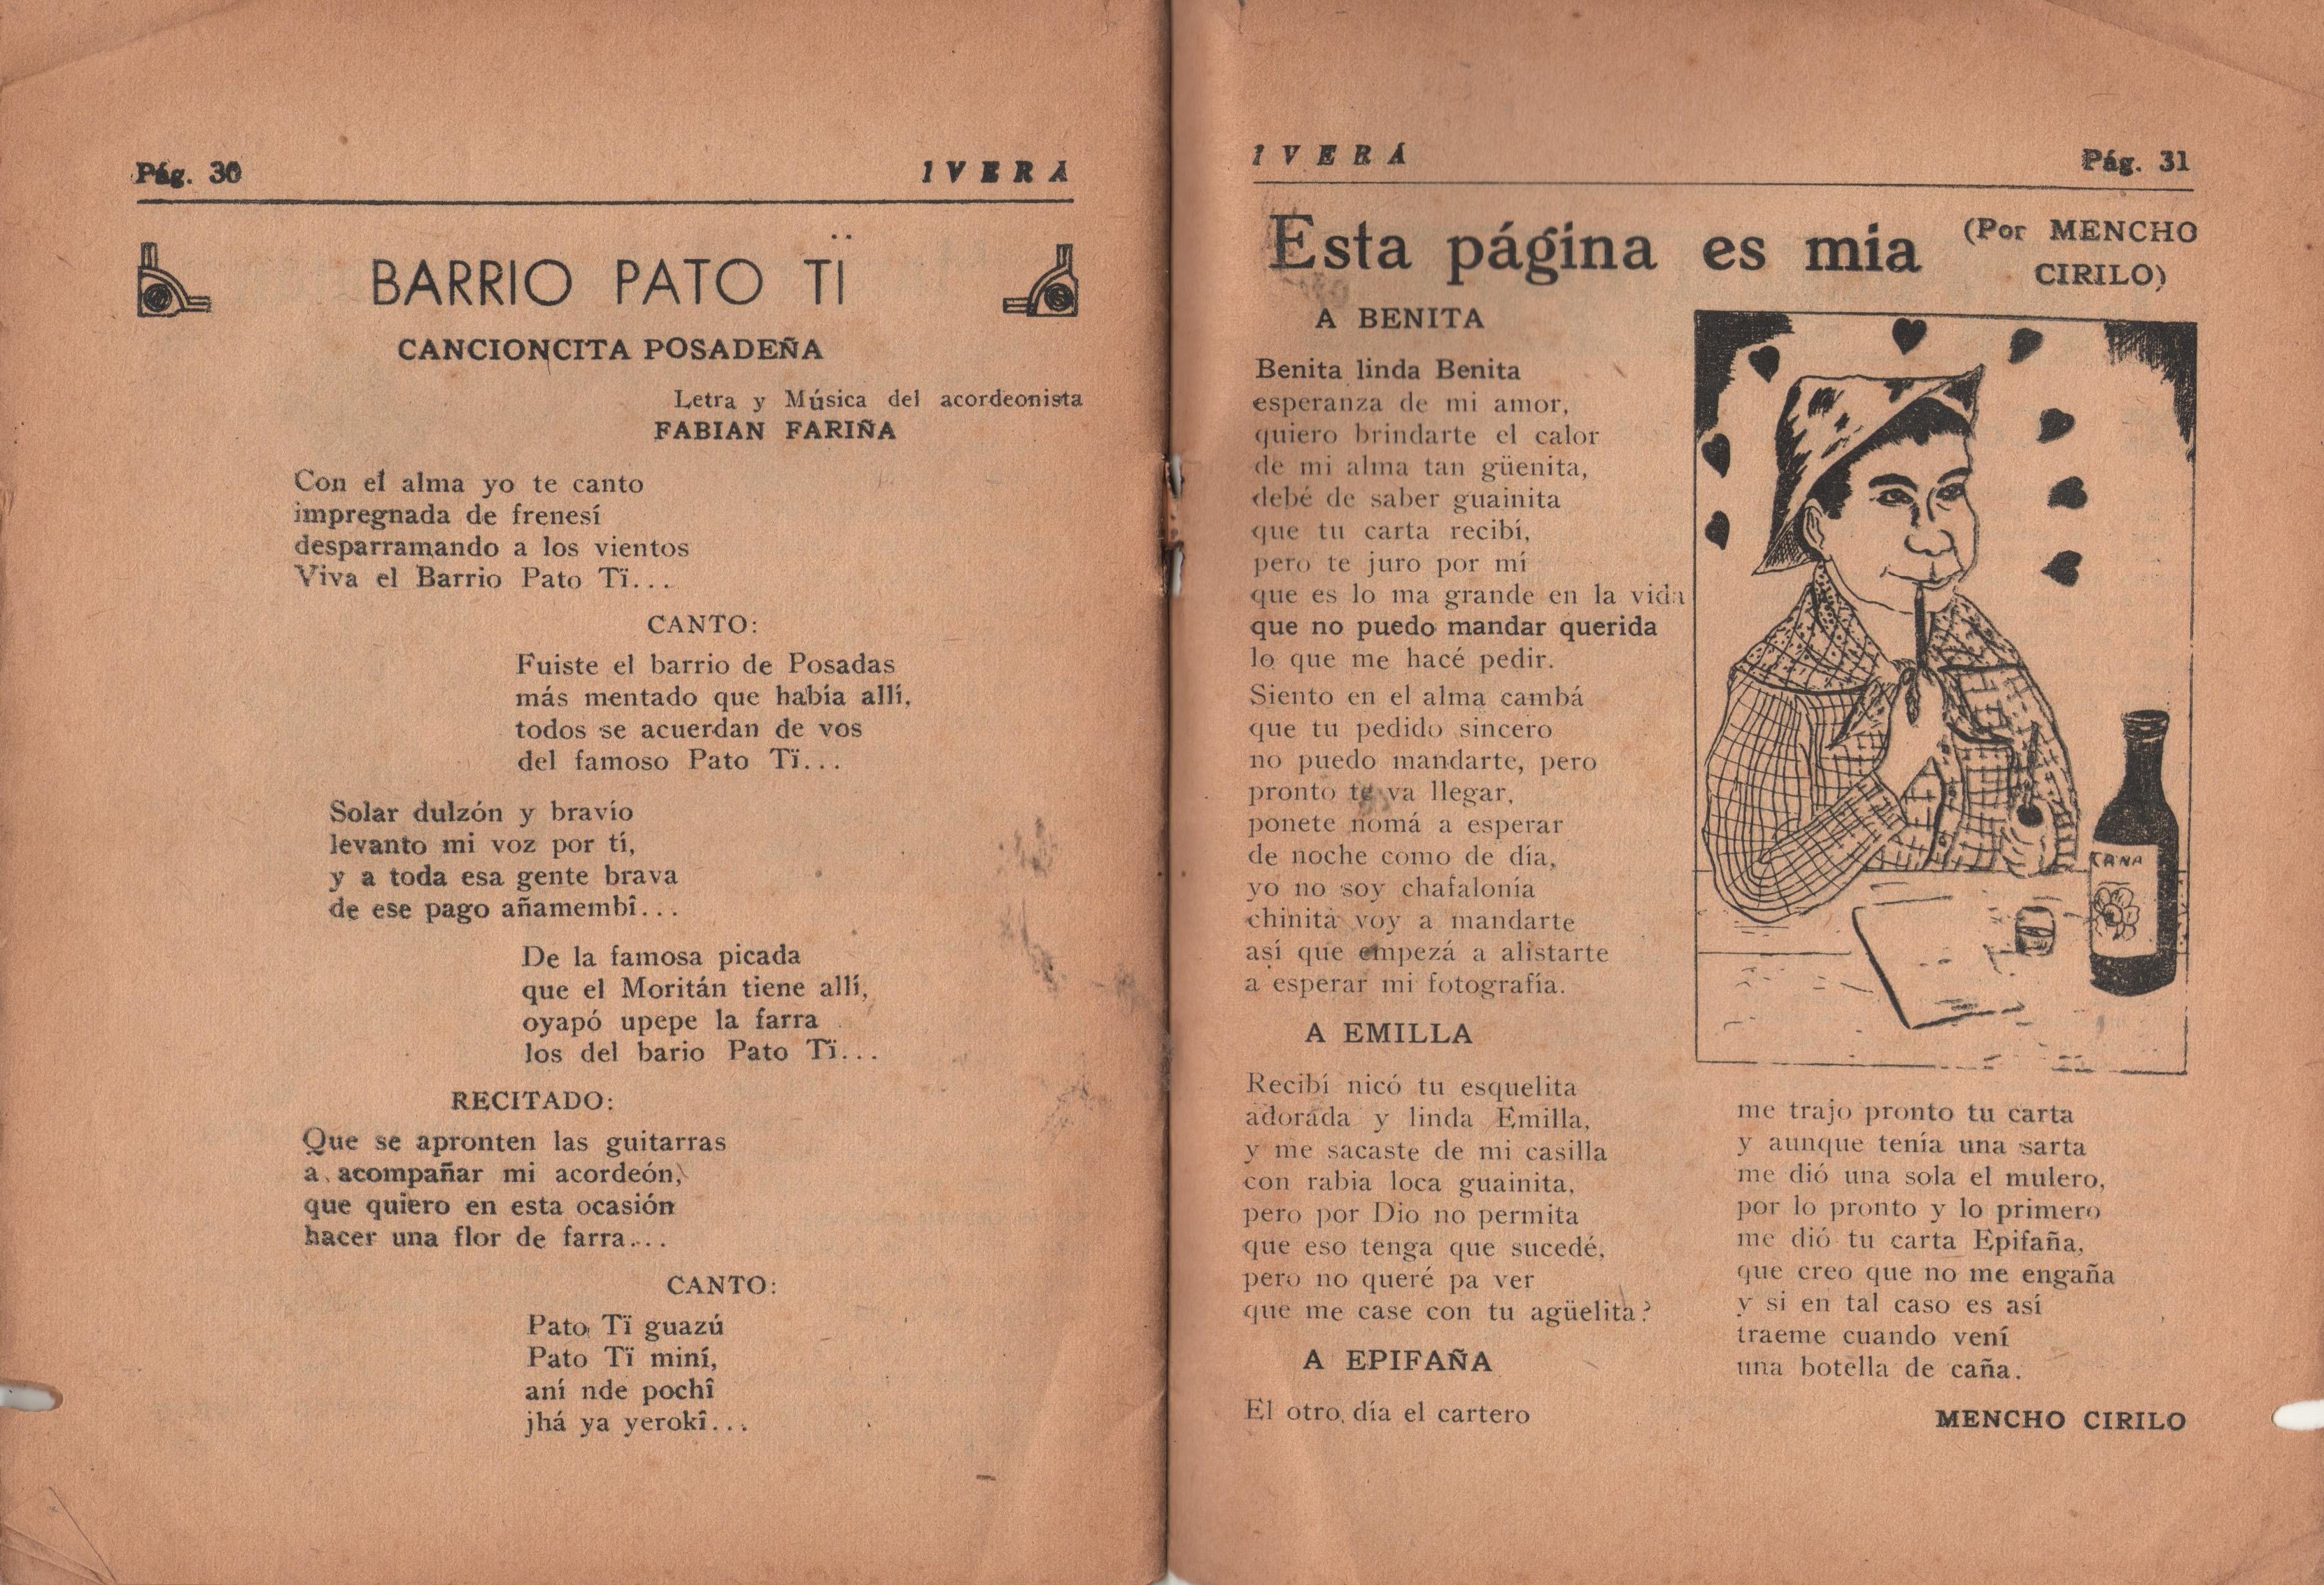 Pág. 30
IVERÁ
BARRIO PATO TÏ
CANCIONCITA POSADEÑA
Letra y Música del acordeonista
FABIAN FARIÑA
Con el alma yo te canto
impregnada de frenesí
desparramando a los vientos
Viva el Barrio Pato Tï...
CANTO:
Fuiste el barrio de Posadas
más mentado que había allí,
todos se acuerdan de vos
del famoso Pato Tï...
Solar dulzón y bravío
levanto mi voz por tí,
y a toda esa gente brava
de ese pago añamembî...
De la famosa picada
que el Moritán tiene allí,
oyapó upepe la farra
los del bario Pato Tï...
RECITADO:
Que se apronten las guitarras
a acompañar mi acordeón,
que quiero en esta ocasión
hacer una flor de farra...
CANTO:
Pato Tï guazú
Pato Tï miní,
aní nde pochî
jhá ya yerokî...
IVERÁ
Pág. 31
Esta página es mia
(Por MENCHO
CIRILO)
A BENITA
Benita linda Benita
esperanza de mi amor,
quiero brindarte el calor
de mi alma tan güenita,
debé de saber guainita
que tu carta recibí,
pero te juro por mí
que es lo ma grande en la vida
que no puedo mandar querida
lo que me hacé pedir.
Siento en el alma cambá
que tu pedido sincero
no puedo mandarte, pero
pronto te va llegar,
ponete nomá a esperar
de noche como de día,
yo no soy chafalonía
chinita voy a mandarte
así que empezá a alistarte
a esperar mi fotografía.
CAÑA
A EMILLA
Recibí nicó tu esquelita
adorada y linda Emilla,
y me sacaste de mi casilla
con rabia loca guainita,
pero por Dio no permita
que eso tenga que sucedé,
pero no queré pa ver
que me case con tu agüelita?
A EPIFAÑA
El otro día el cartero
me trajo pronto tu carta
y aunque tenía una sarta
me dió una sola el mulero,
por lo pronto y lo primero
me dió tu carta Epifaña,
que creo que no me engaña
y si en tal caso es así
traeme cuando vení
una botella de caña.
MENCHO CIRILO